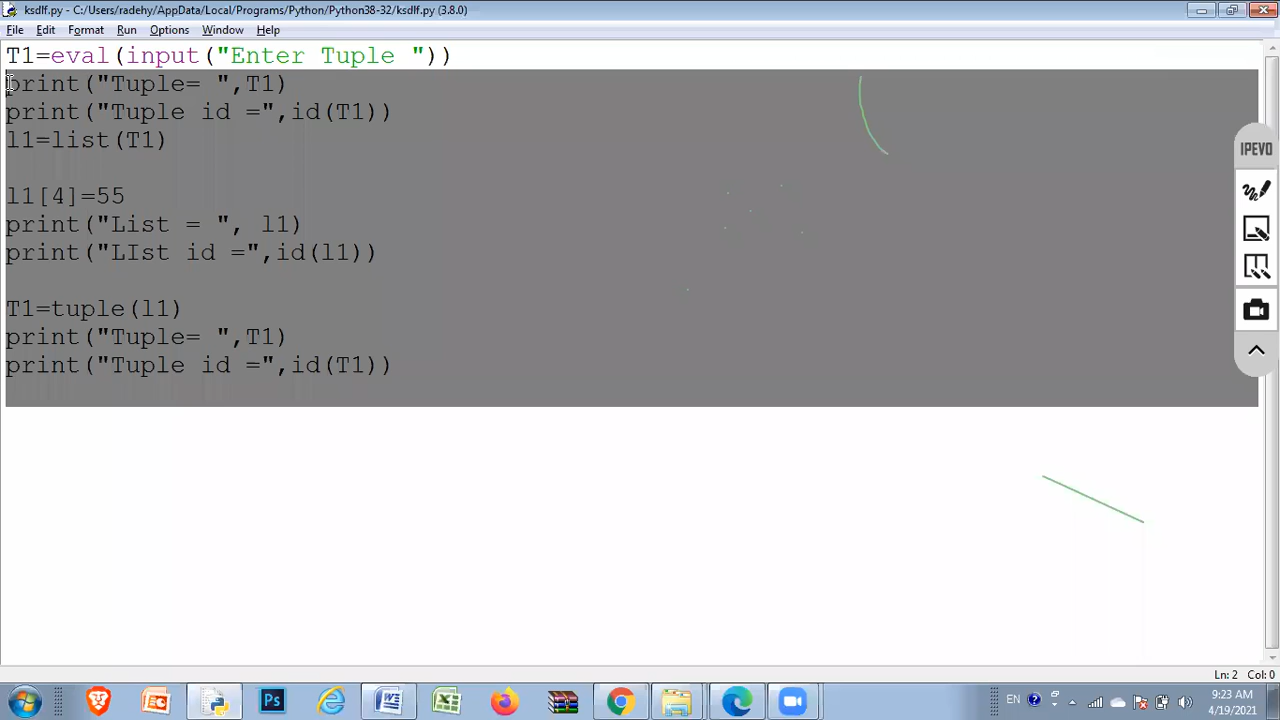 ksdlf.py - C:/Users/radehy/AppData/Local/Programs/Python/Python38-32/ksdlf.py (3.8.0)
File Edit Format Run Options Window Help
T1=eval(input("Enter Tuple "))
print("Tuple= ",T1)
print("Tuple id =",id(T1))
l1=list(T1)
l1[4]=55
print("List = ", l1)
print("LIst id =",id(l1))
T1=tuple(l1)
print("Tuple= ",T1)
print("Tuple id =",id(T1))
IPEVO
Ln: 2 Col: 0
EN
9:23 AM
4/19/2021